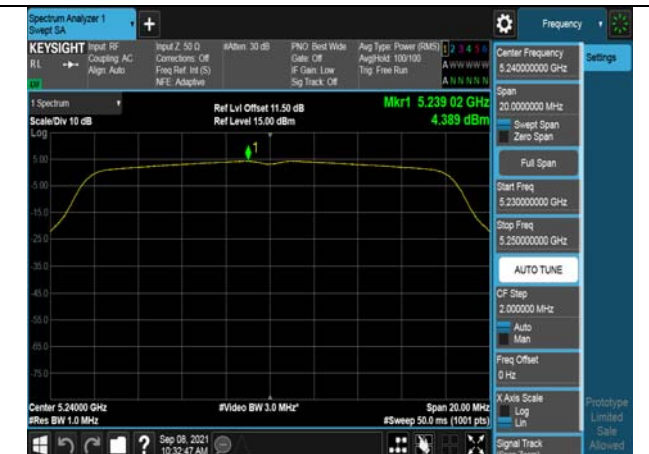 Spectrum Analyzer 1
Swept SA
+
Frequency
KEYSIGHT
RL
Input: RF
Coupling: AC
Align: Auto
Input Z: 50 Ω
Corrections: Off
Freq Ref: Int (S)
NFE: Adaptive
#Atten: 30 dB
PNO: Best Wide
Gate: Off
IF Gain: Low
Sig Track: Off
Avg Type: Power (RMS)
Avg|Hold: 100/100
Trig: Free Run
1 2 3 4 5 6
A W W W W W
A N N N N N
1 Spectrum
Scale/Div 10 dB
Log
Ref Lvl Offset 11.50 dB
Ref Level 15.00 dBm
Mkr1 5.239 02 GHz
4.389 dBm
1
5.00
-5.00
-15.0
-25.0
-35.0
-45.0
-55.0
-65.0
-75.0
Center 5.24000 GHz
#Res BW 1.0 MHz
#Video BW 3.0 MHz*
Span 20.00 MHz
#Sweep 50.0 ms (1001 pts)
Sep 08, 2021
10:32:47 AM
?
Settings
Center Frequency
5.240000000 GHz
Span
20.0000000 MHz
Swept Span
Zero Span
Full Span
Start Freq
5.230000000 GHz
Stop Freq
5.250000000 GHz
AUTO TUNE
CF Step
2.000000 MHz
Auto
Man
Freq Offset
0 Hz
X Axis Scale
Log
Lin
Signal Track
Prototype
Limited
Sale
Allowed